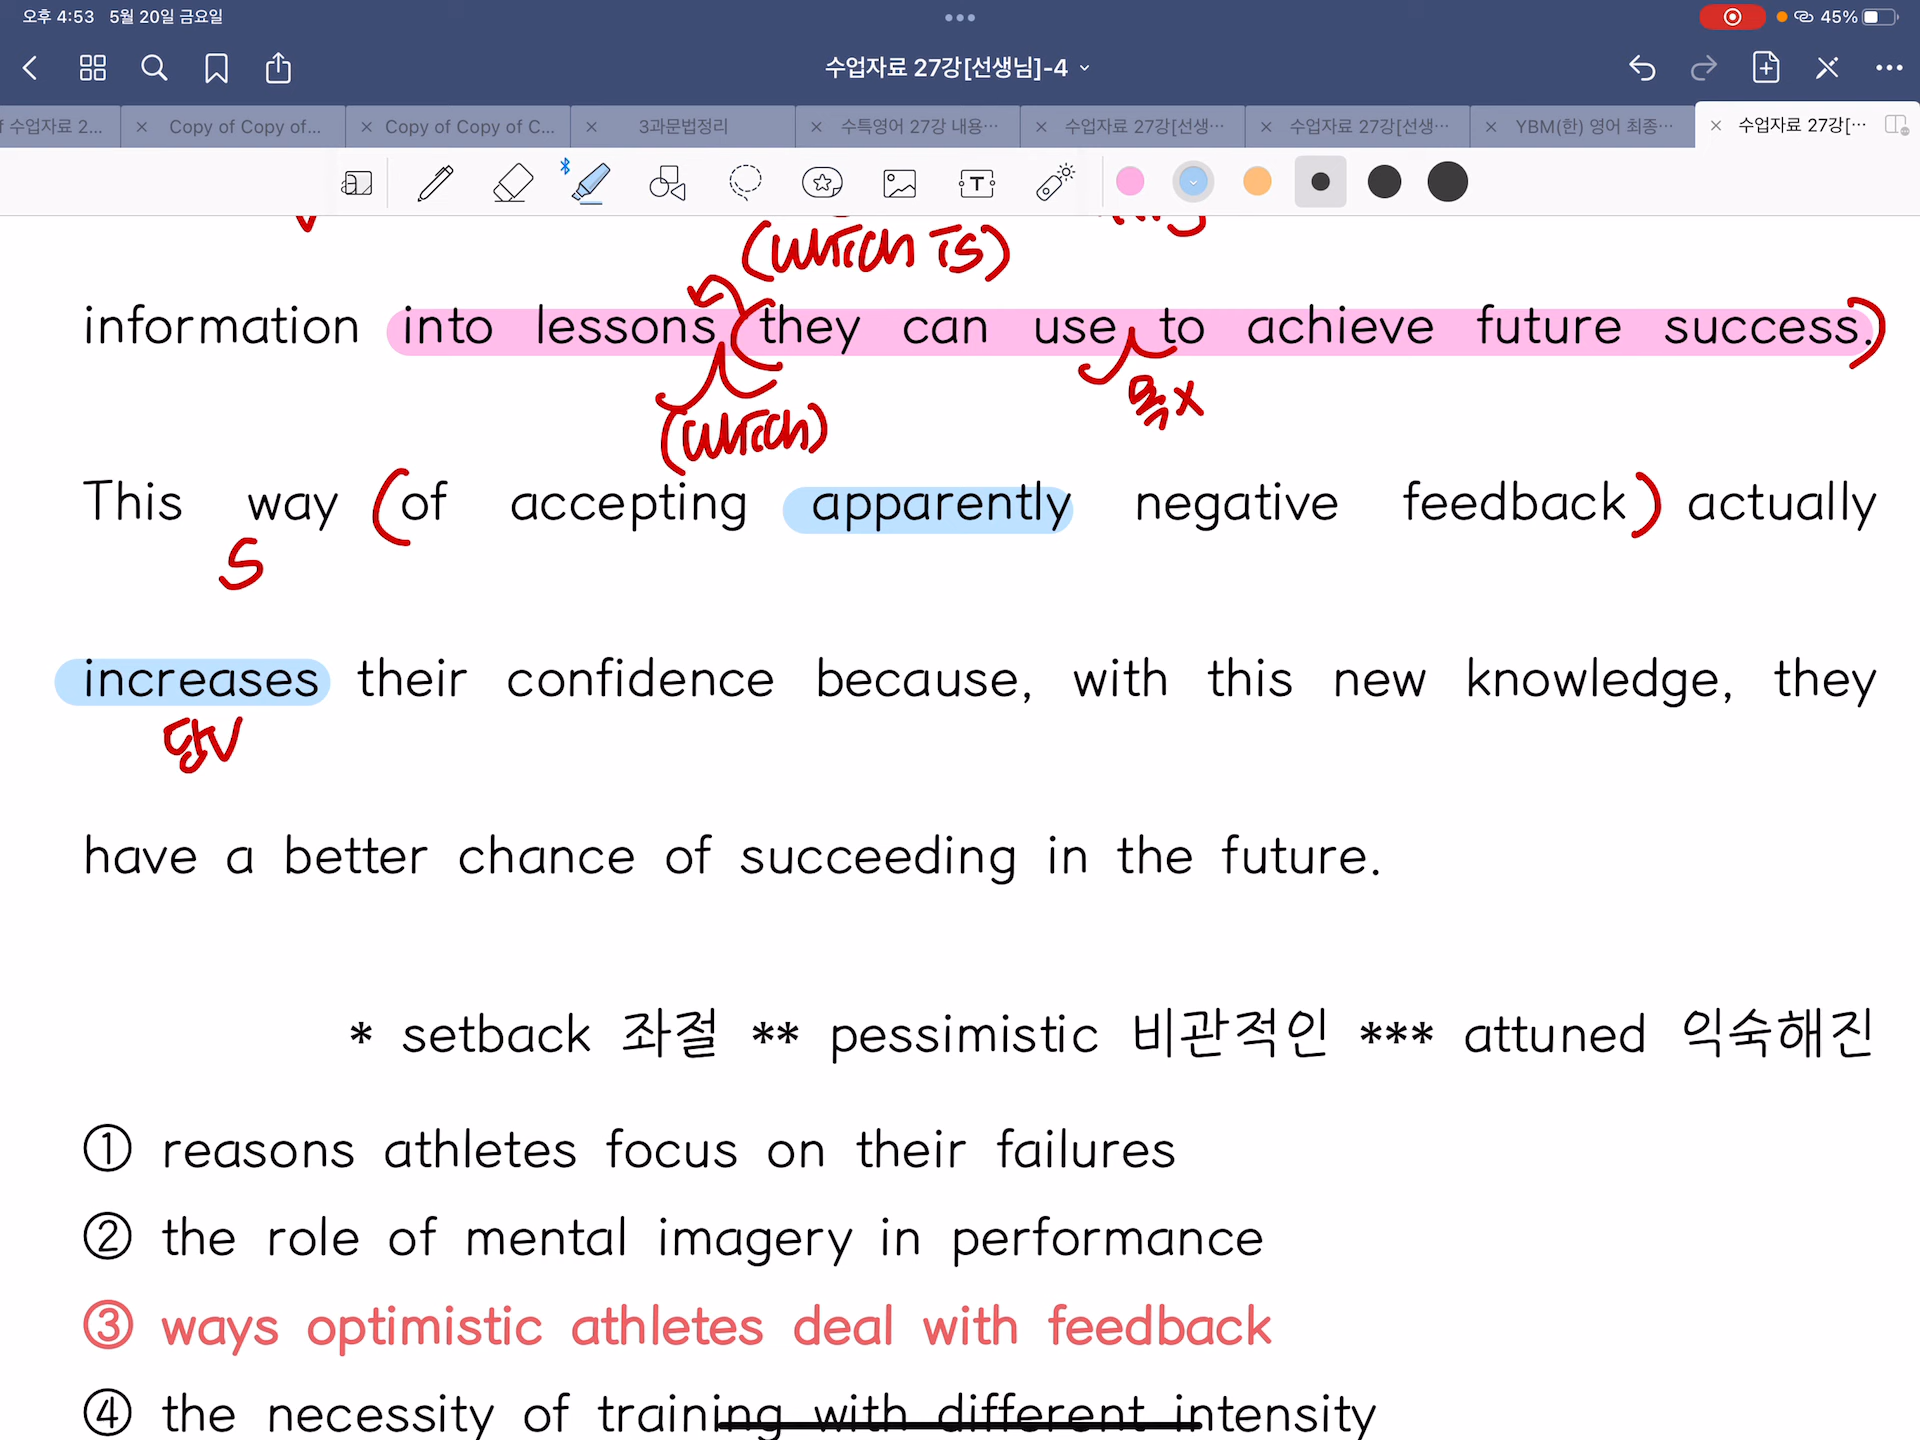 오후 4:53 5월 20일 금요일
45%
수업자료 27강[선생님]-4
수업자료 2...
Copy of Copy of...
Copy of Copy of C...
3과문법정리
수특영어 27강 내용…
수업자료 27강[선생…
수업자료 27강[선생…
YBM(한) 영어 최종…
수업자료 27강[…
(which is)
information into lessons (they can use to achieve future success.)
목x
(which)
This way (of accepting apparently negative feedback) actually
S
increases their confidence because, with this new knowledge, they
단V
have a better chance of succeeding in the future.
* setback 좌절 ** pessimistic 비관적인 *** attuned 익숙해진
① reasons athletes focus on their failures
② the role of mental imagery in performance
③ ways optimistic athletes deal with feedback
④ the necessity of training with different intensity